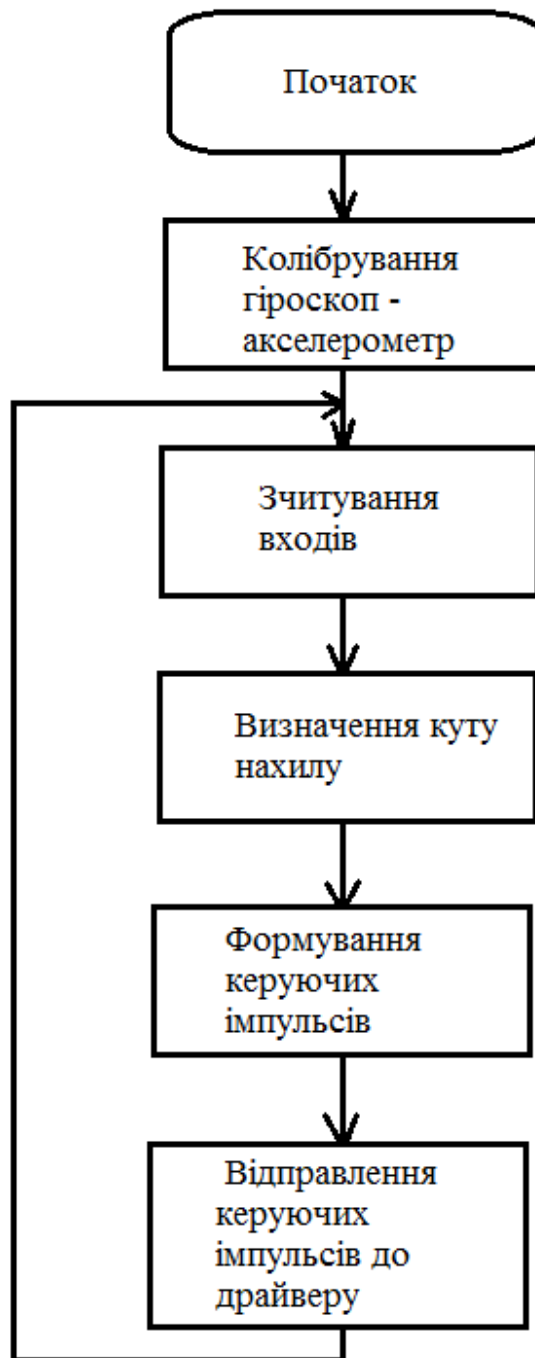 Початок
Колібрування
гіроскоп -
акселерометр
Зчитування
входів
Визначення куту
нахилу
Формування
керуючих
імпульсів
Відправлення
керуючих
імпульсів до
драйверу